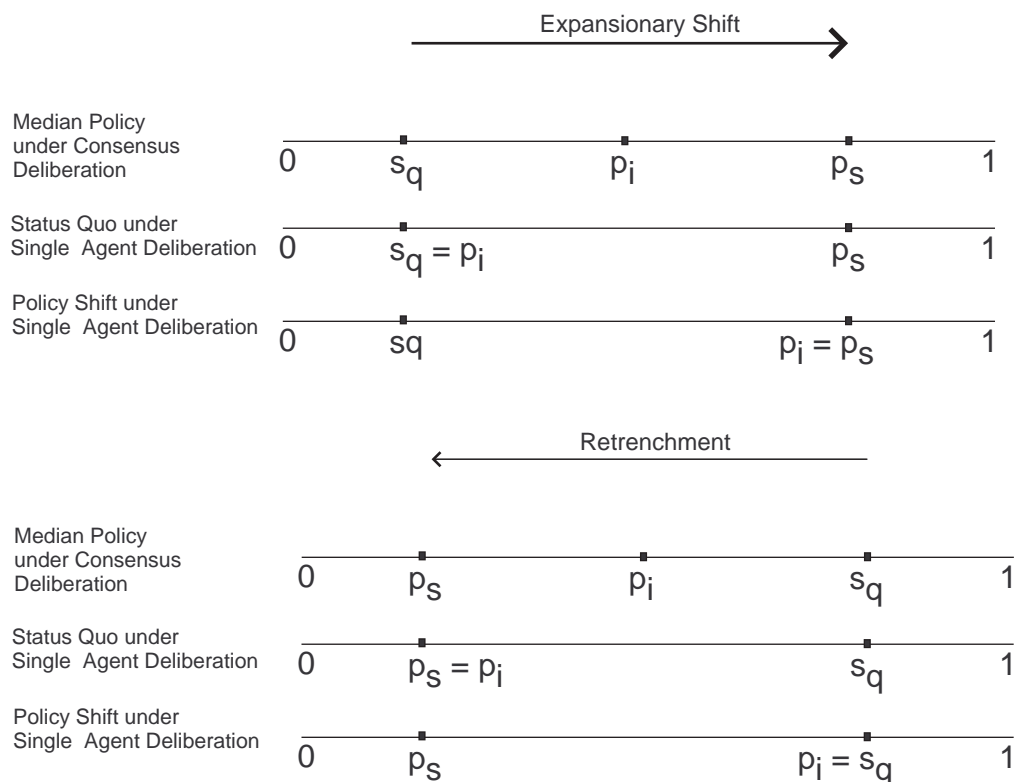 Expansionary Shift
Median Policy
under Consensus
Deliberation
0 s_q p_i p_s 1
Status Quo under
Single Agent Deliberation
0 s_q = p_i p_s 1
Policy Shift under
Single Agent Deliberation
0 sq p_i = p_s 1
Retrenchment
Median Policy
under Consensus
Deliberation
0 p_s p_i s_q 1
Status Quo under
Single Agent Deliberation
0 p_s = p_i s_q 1
Policy Shift under
Single Agent Deliberation
0 p_s p_i = s_q 1